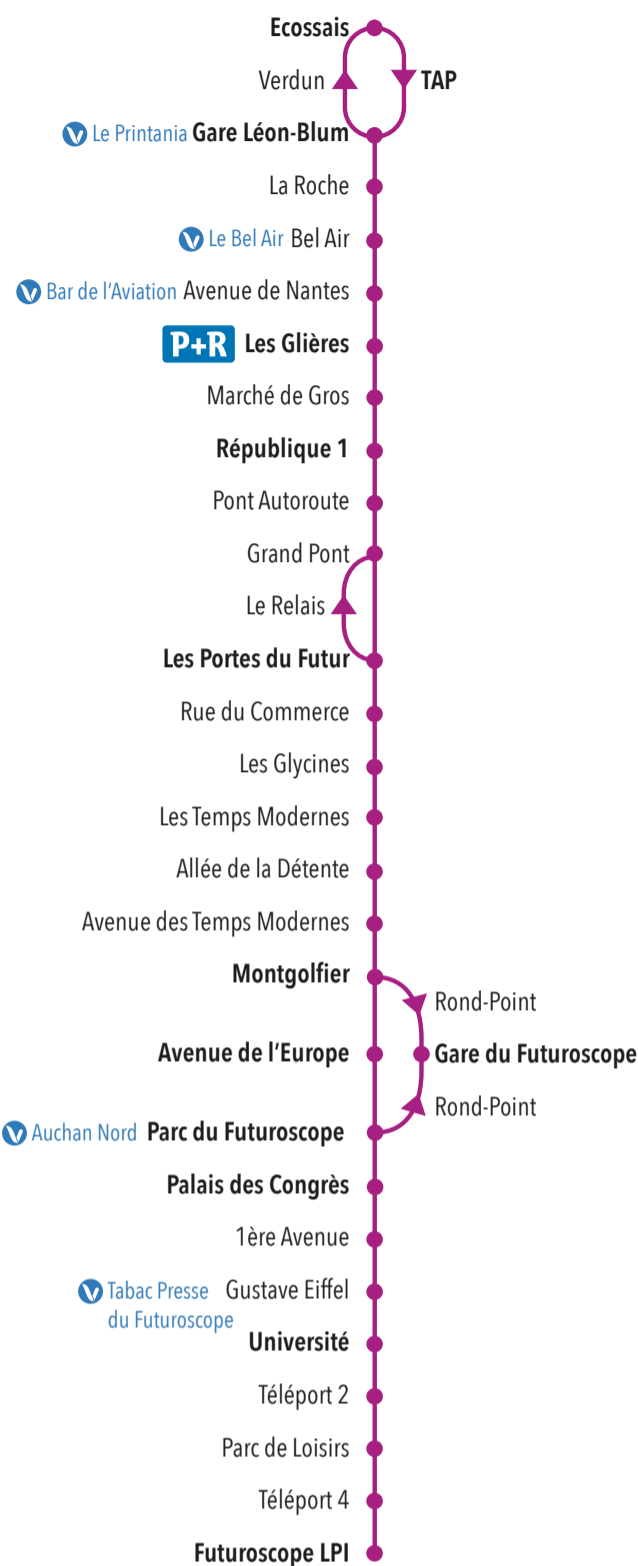 Ecossais
Verdun TAP
Le Printania Gare Léon-Blum
La Roche
Le Bel Air Bel Air
Bar de l'Aviation Avenue de Nantes
P+R Les Glières
Marché de Gros
République 1
Pont Autoroute
Grand Pont
Le Relais
Les Portes du Futur
Rue du Commerce
Les Glycines
Les Temps Modernes
Allée de la Détente
Avenue des Temps Modernes
Montgolfier
Rond-Point
Avenue de l'Europe Gare du Futuroscope
Rond-Point
Auchan Nord Parc du Futuroscope
Palais des Congrès
1ère Avenue
Tabac Presse Gustave Eiffel
du Futuroscope
Université
Téléport 2
Parc de Loisirs
Téléport 4
Futuroscope LPI